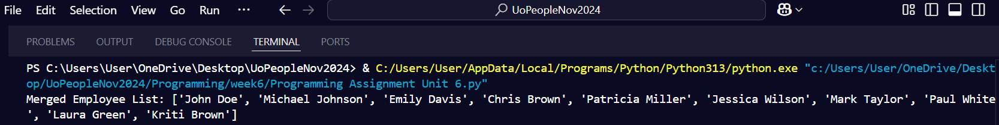 File Edit Selection View Go Run ··· UoPeopleNov2024
PROBLEMS OUTPUT DEBUG CONSOLE TERMINAL PORTS
PS C:\Users\User\OneDrive\Desktop\UoPeopleNov2024> & C:/Users/User/AppData/Local/Programs/Python/Python313/python.exe "c:/Users/User/OneDrive/Deskt
op/UoPeopleNov2024/Programming/week6/Programming Assignment Unit 6.py"
Merged Employee List: ['John Doe', 'Michael Johnson', 'Emily Davis', 'Chris Brown', 'Patricia Miller', 'Jessica Wilson', 'Mark Taylor', 'Paul White
', 'Laura Green', 'Kriti Brown']